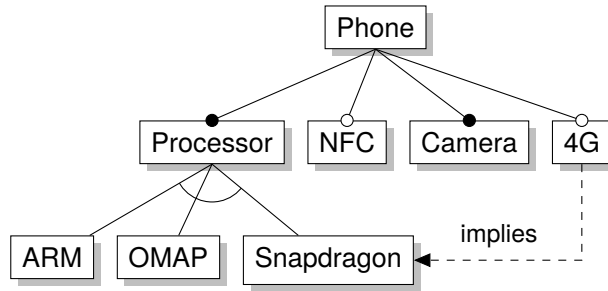 Phone
Processor
NFC
Camera
4G
implies
ARM
OMAP
Snapdragon